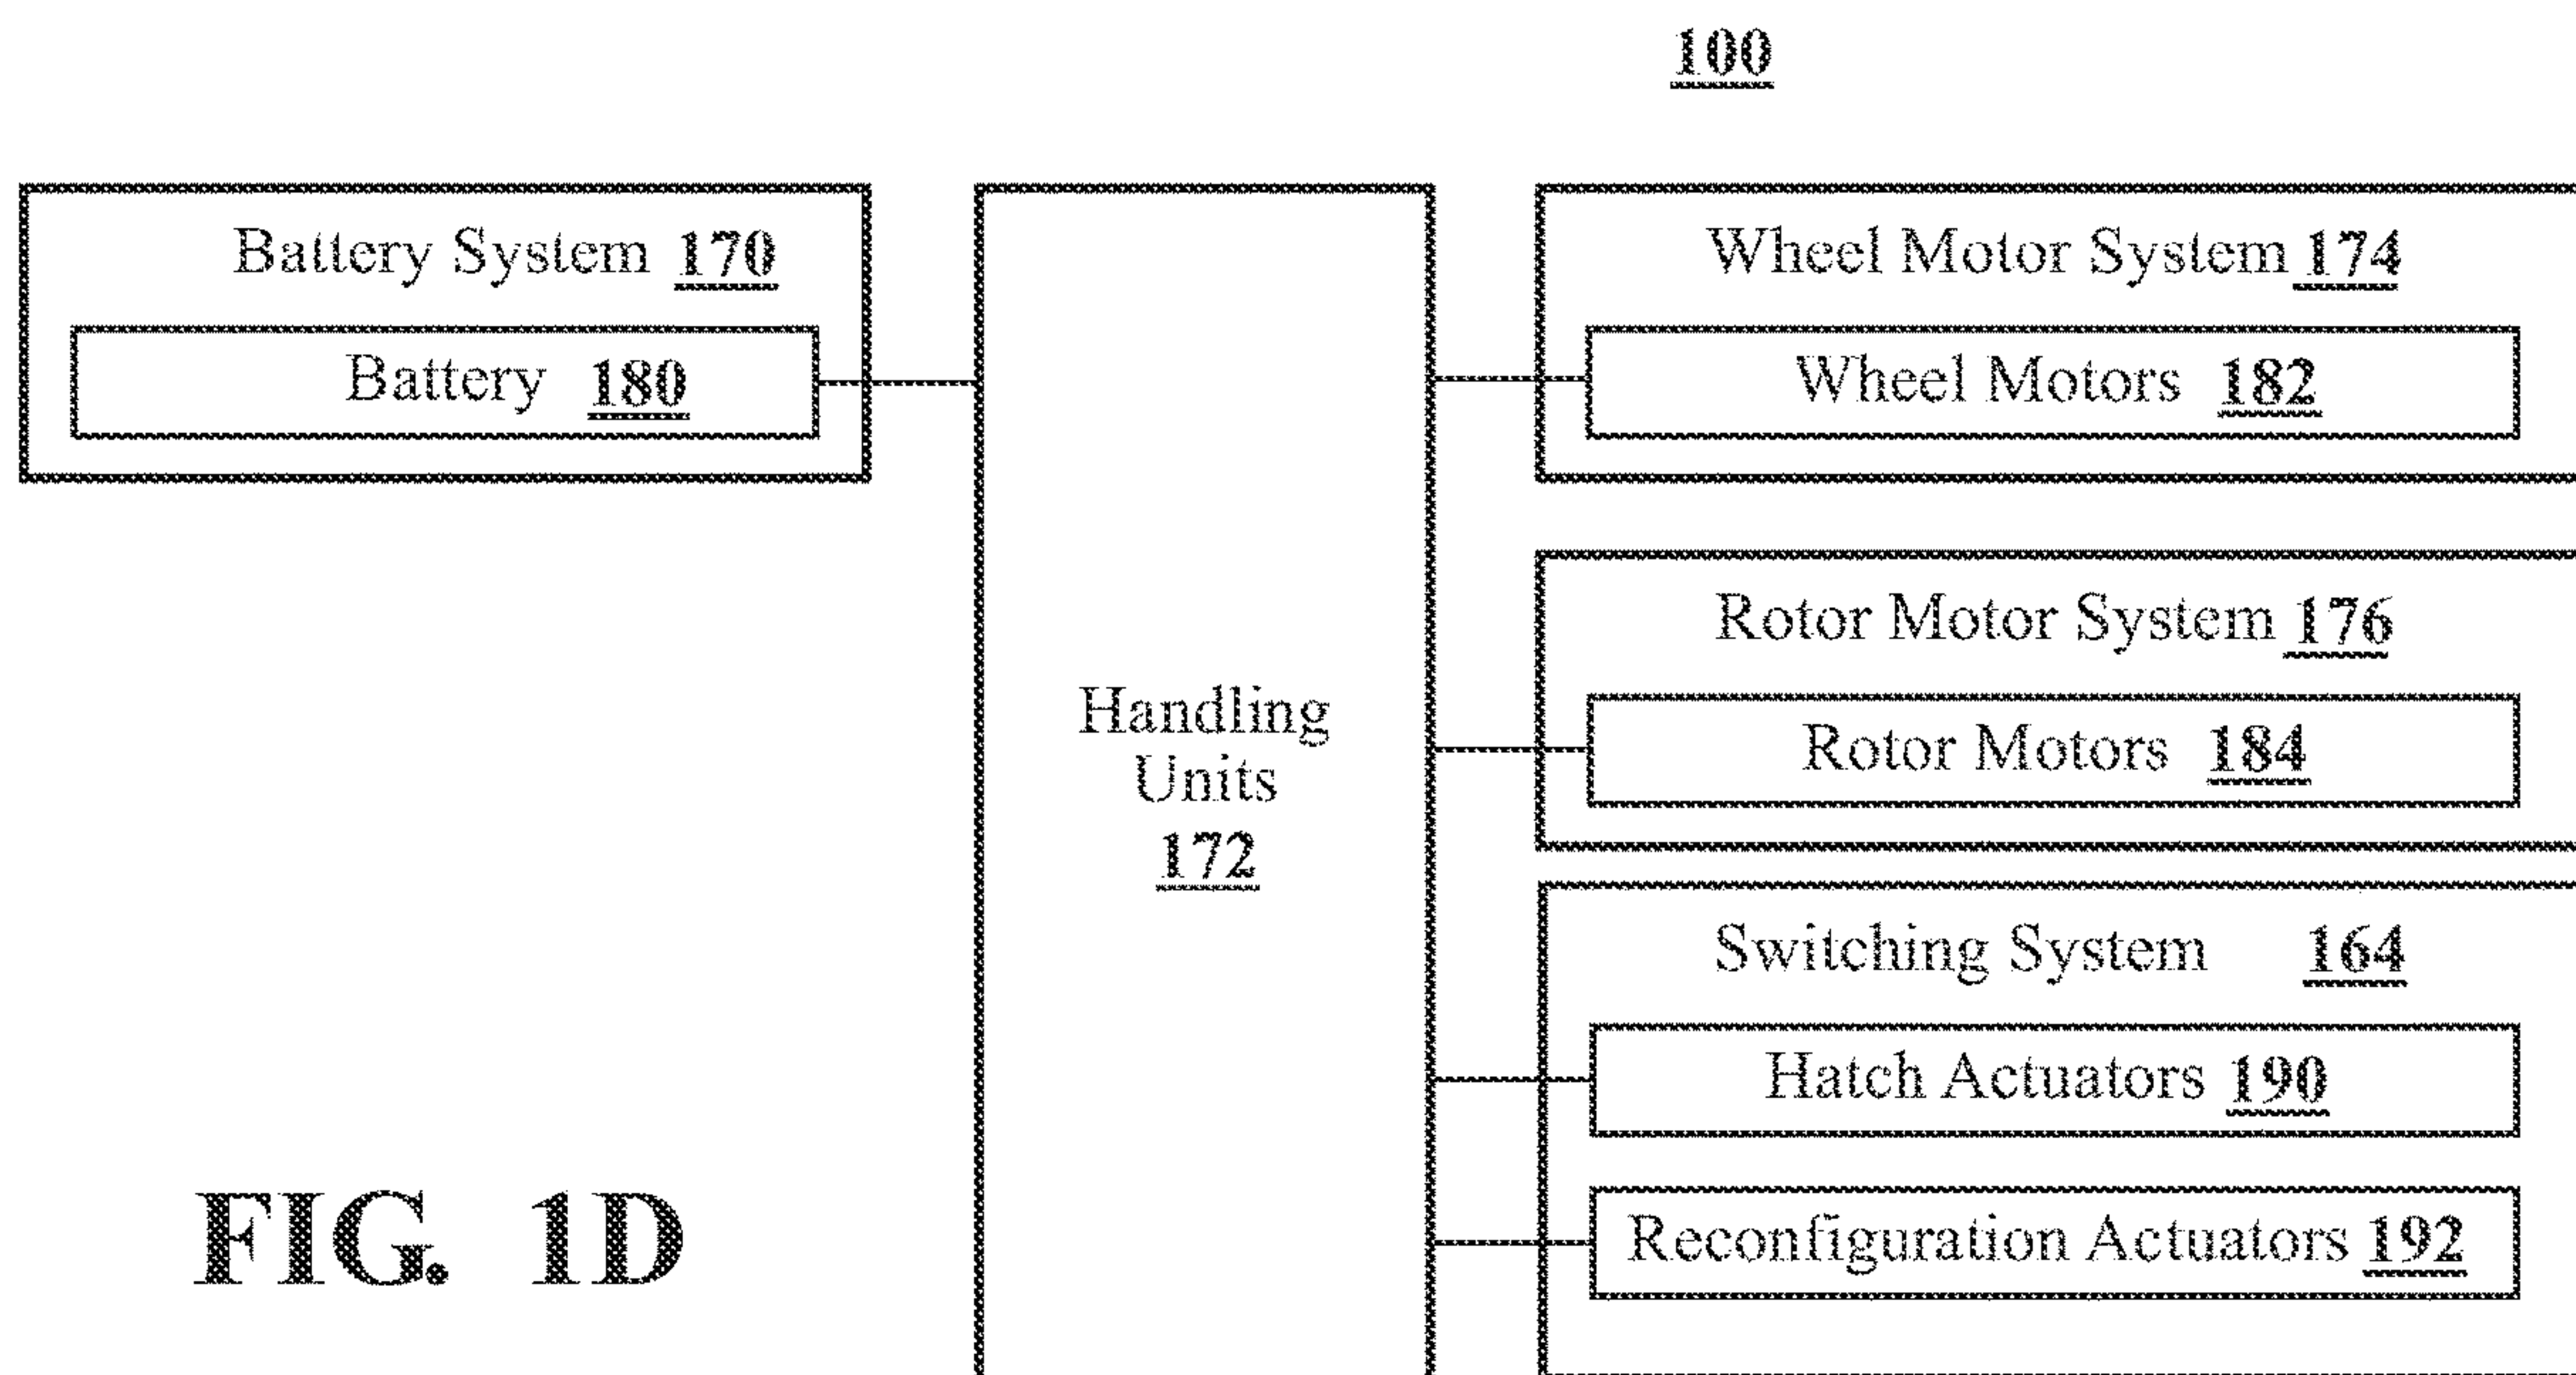 100
Battery System 170
Battery 180
Handling
Units
172
Wheel Motor System 174
Wheel Motors 182
Rotor Motor System 176
Rotor Motors 184
Switching System 164
Hatch Actuators 190
Reconfiguration Actuators 192
FIG. 1D